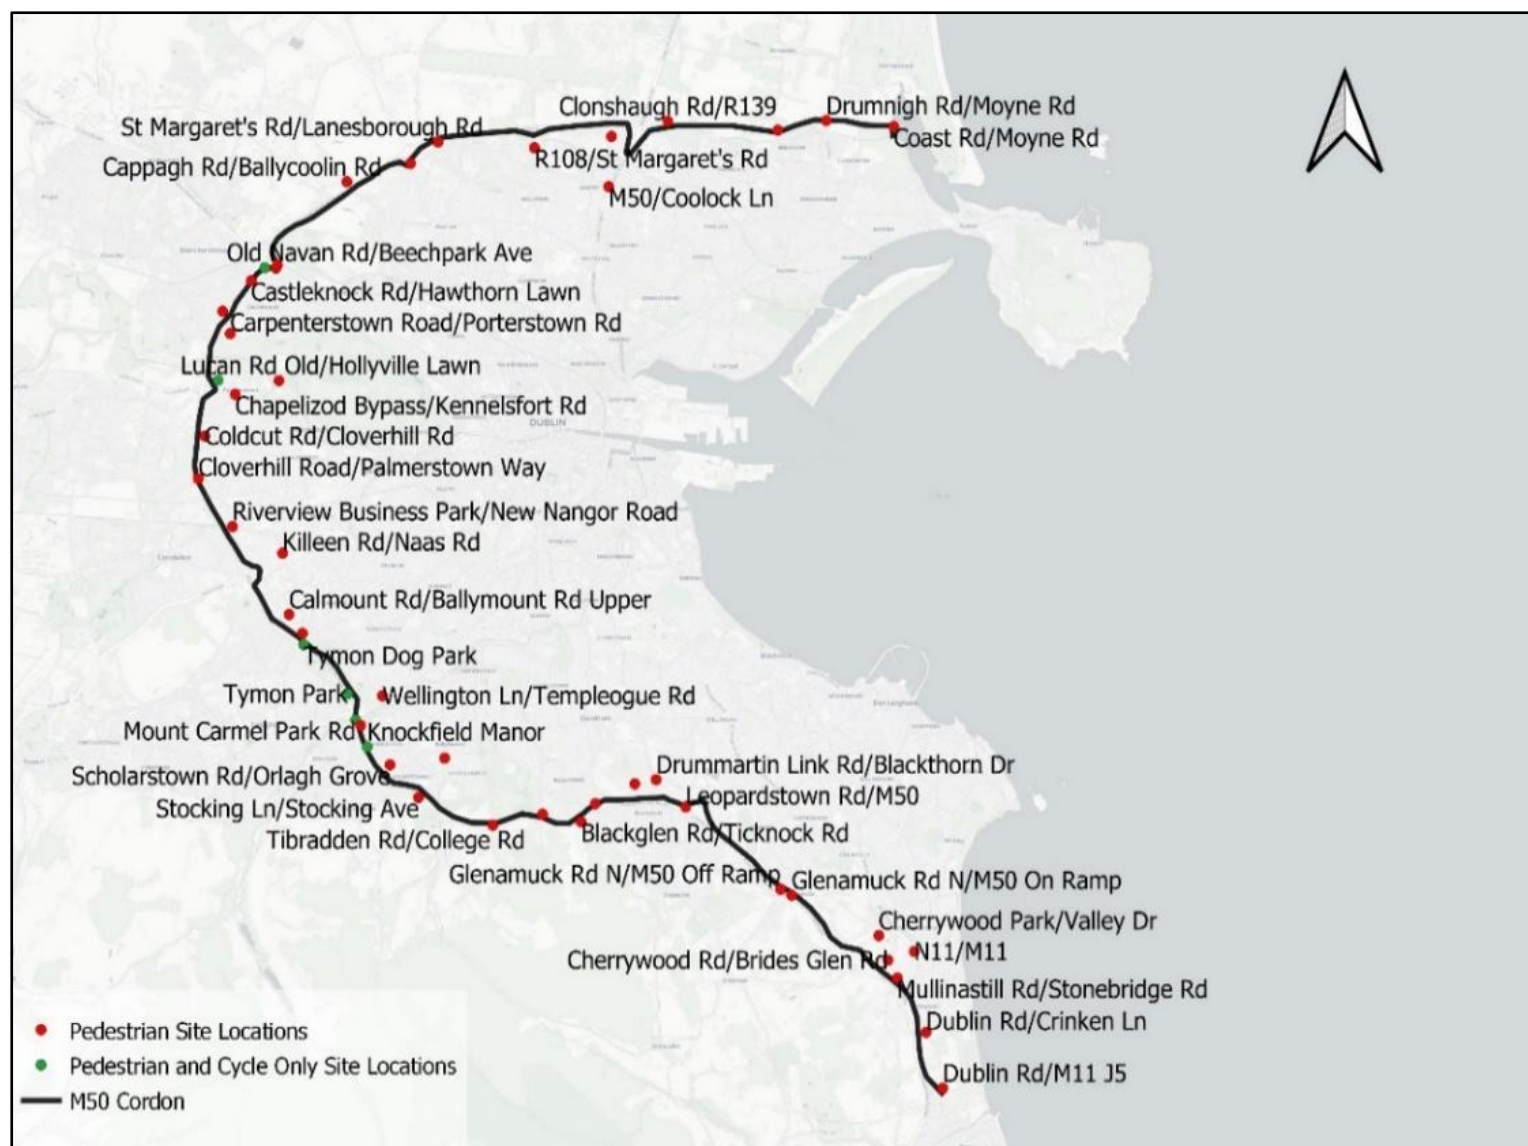 Clonshaugh Rd/R139
Drumnigh Rd/Moyne Rd
St Margaret's Rd/Lanesborough Rd
Coast Rd/Moyne Rd
Cappagh Rd/Ballycoolin Rd
R108/St Margaret's Rd
M50/Coolock Ln
Old Navan Rd/Beechpark Ave
Castleknock Rd/Hawthorn Lawn
Carpenterstown Road/Porterstown Rd
Lucan Rd Old/Hollyville Lawn
Chapelizod Bypass/Kennelsfort Rd
DUBLIN
Coldcut Rd/Cloverhill Rd
Cloverhill Road/Palmerstown Way
Riverview Business Park/New Nangor Road
Killeen Rd/Naas Rd
Calmount Rd/Ballymount Rd Upper
Tymon Dog Park
Tymon Park
Wellington Ln/Templeogue Rd
Mount Carmel Park Rd
Knockfield Manor
Scholarstown Rd/Orlagh Grove
Drummartin Link Rd/Blackthorn Dr
Leopardstown Rd/M50
Stocking Ln/Stocking Ave
Tibradden Rd/College Rd
Blackglen Rd/Ticknock Rd
Glenamuck Rd N/M50 Off Ramp
Glenamuck Rd N/M50 On Ramp
Cherrywood Park/Valley Dr
N11/M11
Cherrywood Rd/Brides Glen Rd
Mullinastill Rd/Stonebridge Rd
Dublin Rd/Crinken Ln
Dublin Rd/M11 J5
Pedestrian Site Locations
Pedestrian and Cycle Only Site Locations
M50 Cordon